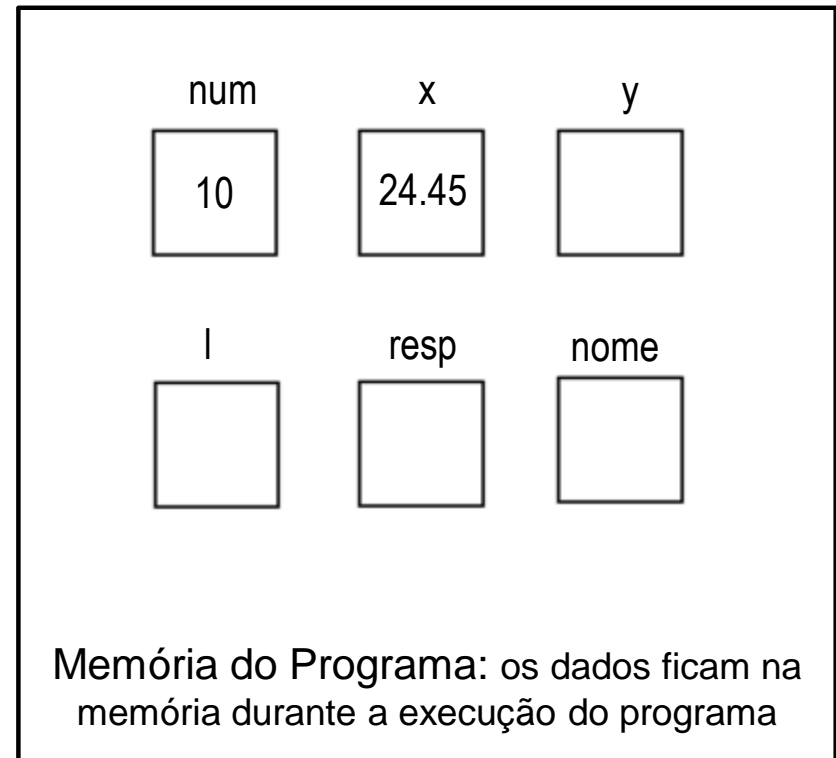 num x y
10 24.45
l resp nome
Memória do Programa: os dados ficam na
memória durante a execução do programa